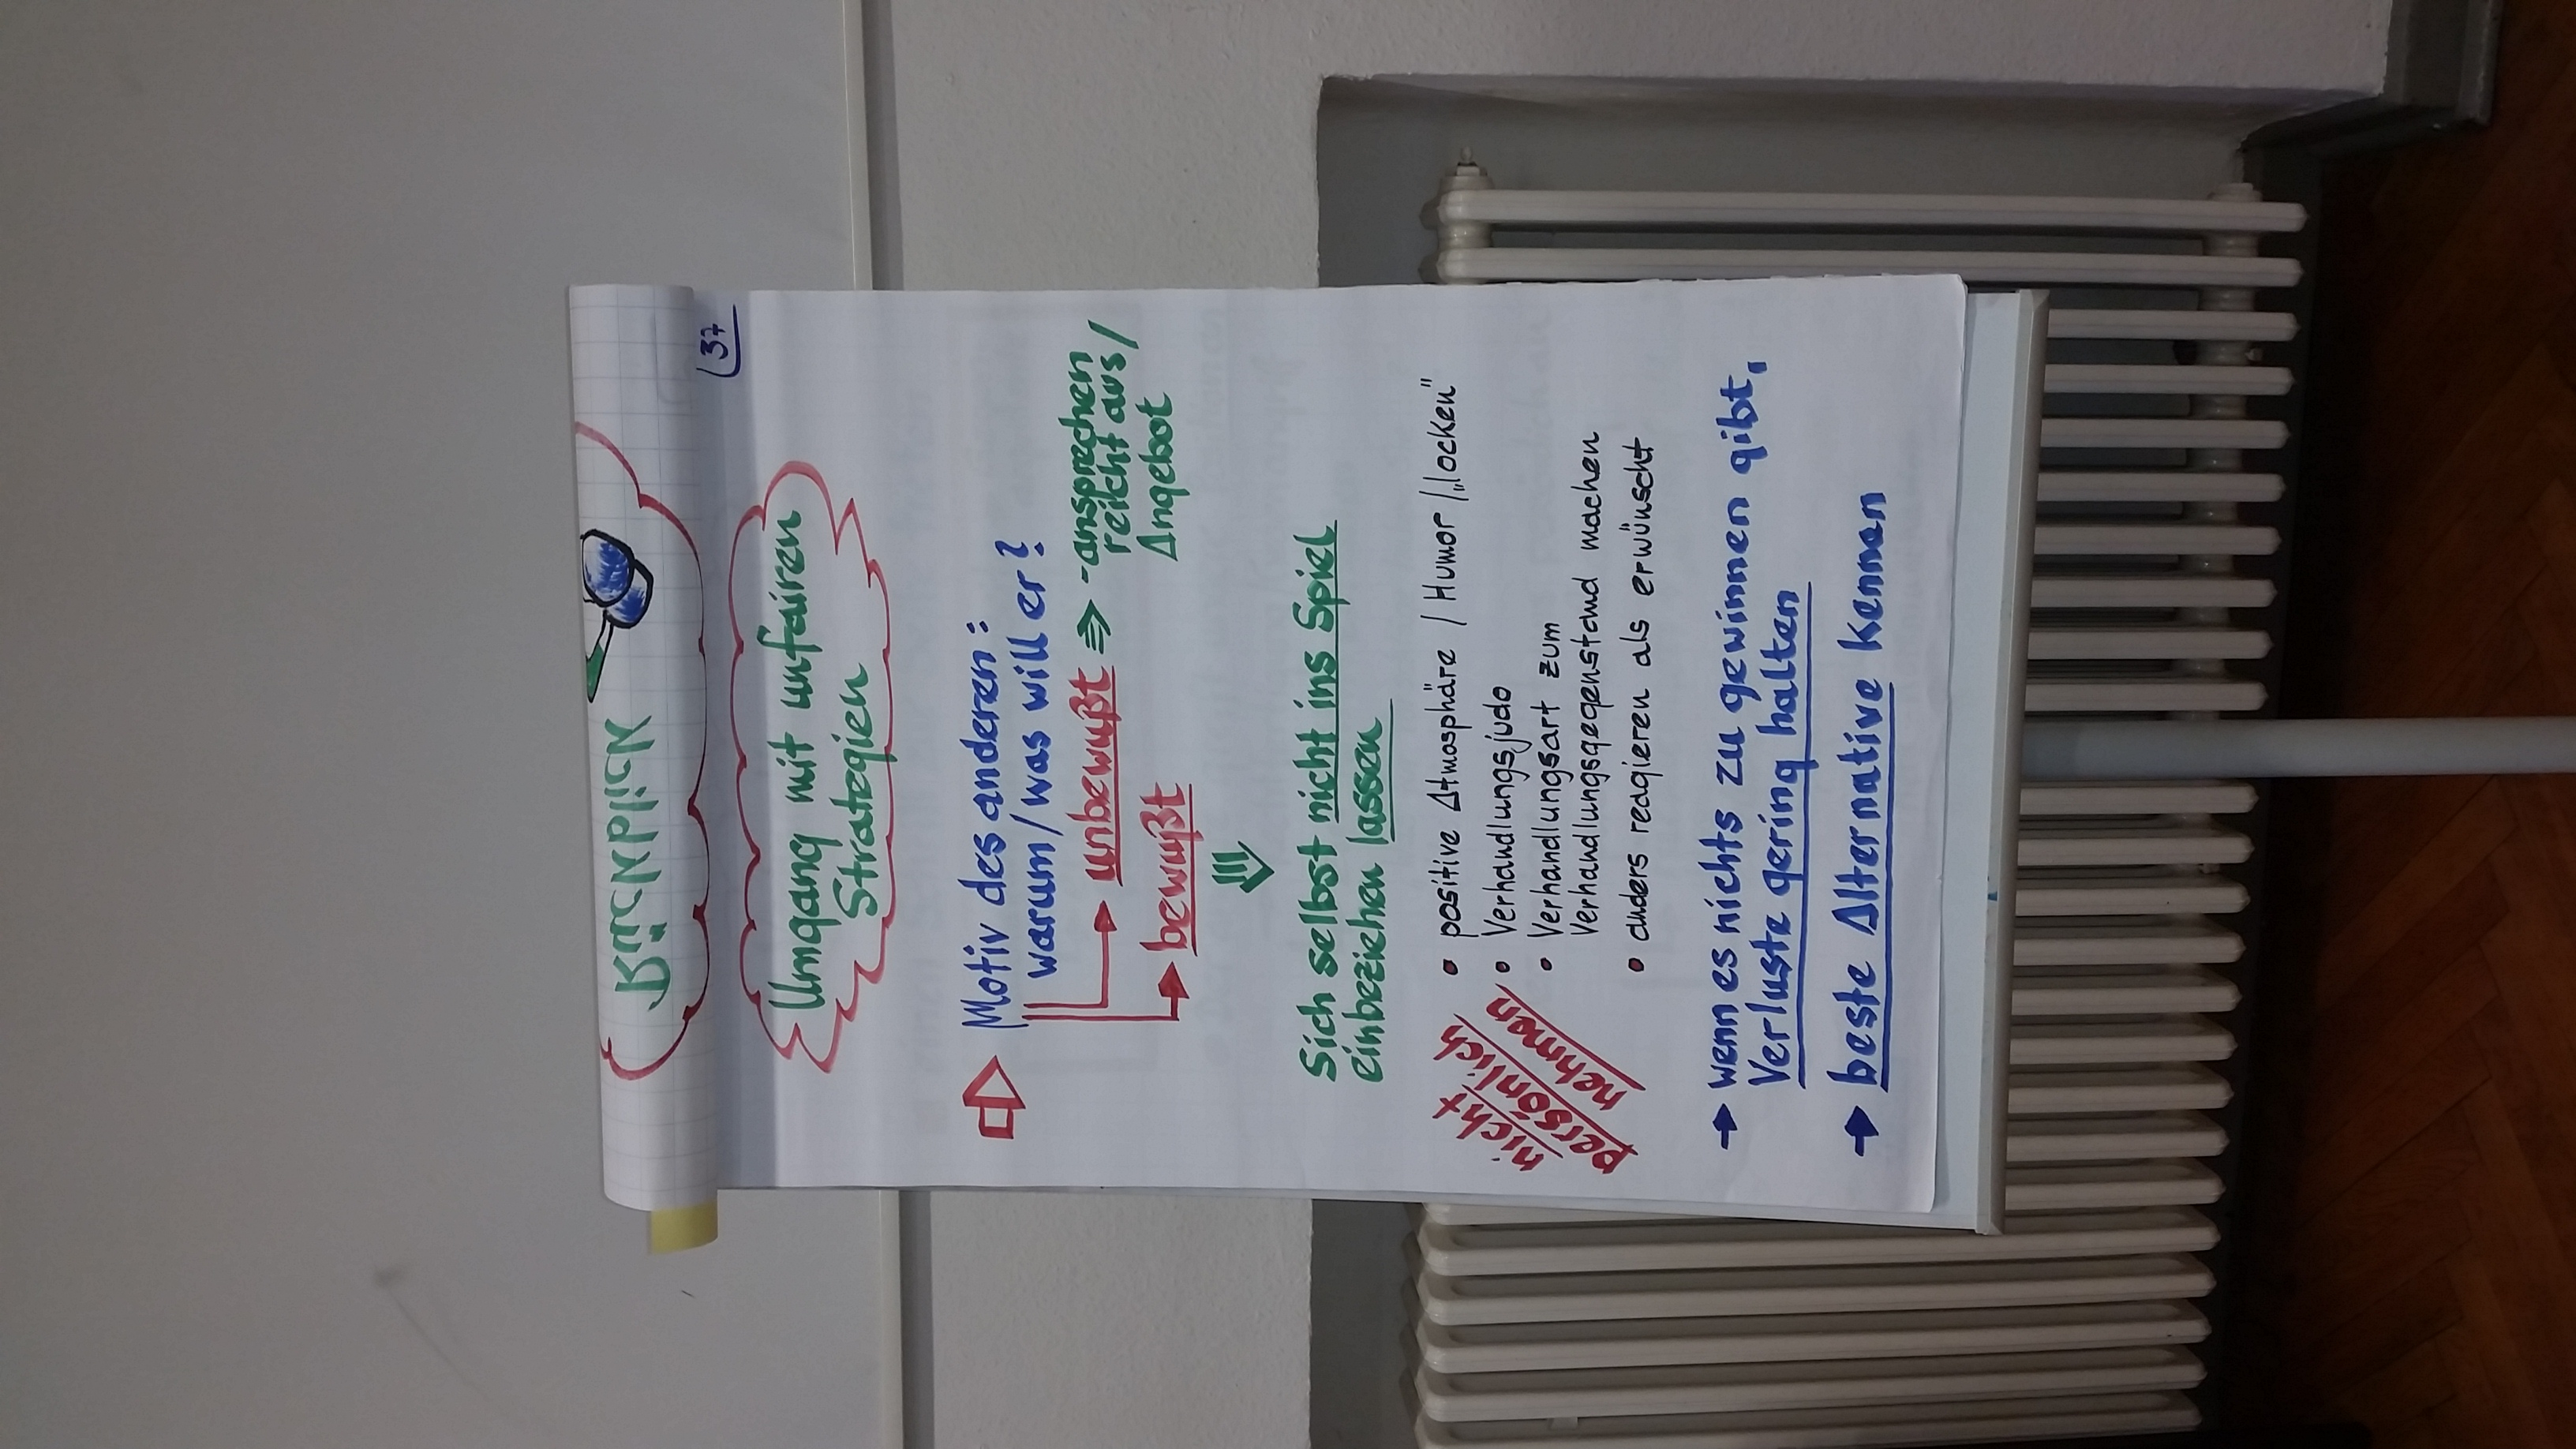 Rückblick
37
Umgang mit unfairen
Strategien
Motiv des anderen:
warum/was will er?
unbewußt ⇛ -ansprechen
reicht aus/
Angebot
bewußt
Sich selbst nicht ins Spiel
einbeziehen lassen
nicht
persönlich
nehmen
• positive Atmosphäre / Humor / „locken"
• Verhandlungsjudo
• Verhandlungsart zum
Verhandlungsgegenstand machen
• anders reagieren als erwünscht
→ wenn es nichts zu gewinnen gibt,
Verluste gering halten
→ beste Alternative kennen